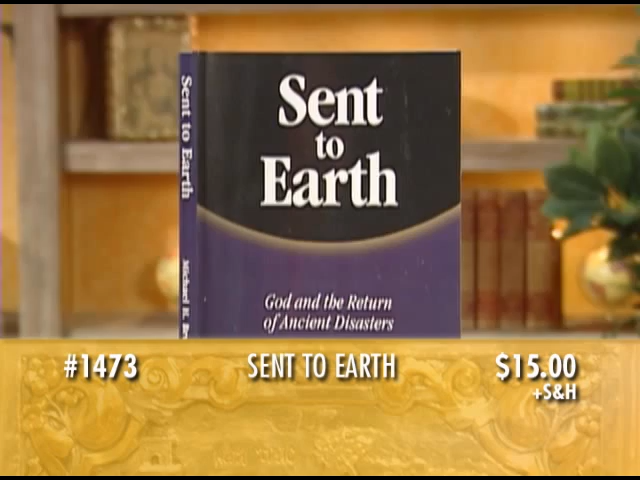 Sent to Earth
Michael H.
Sent
to
Earth
God and the Return
of Ancient Disasters
#1473 SENT TO EARTH $15.00
+S&H